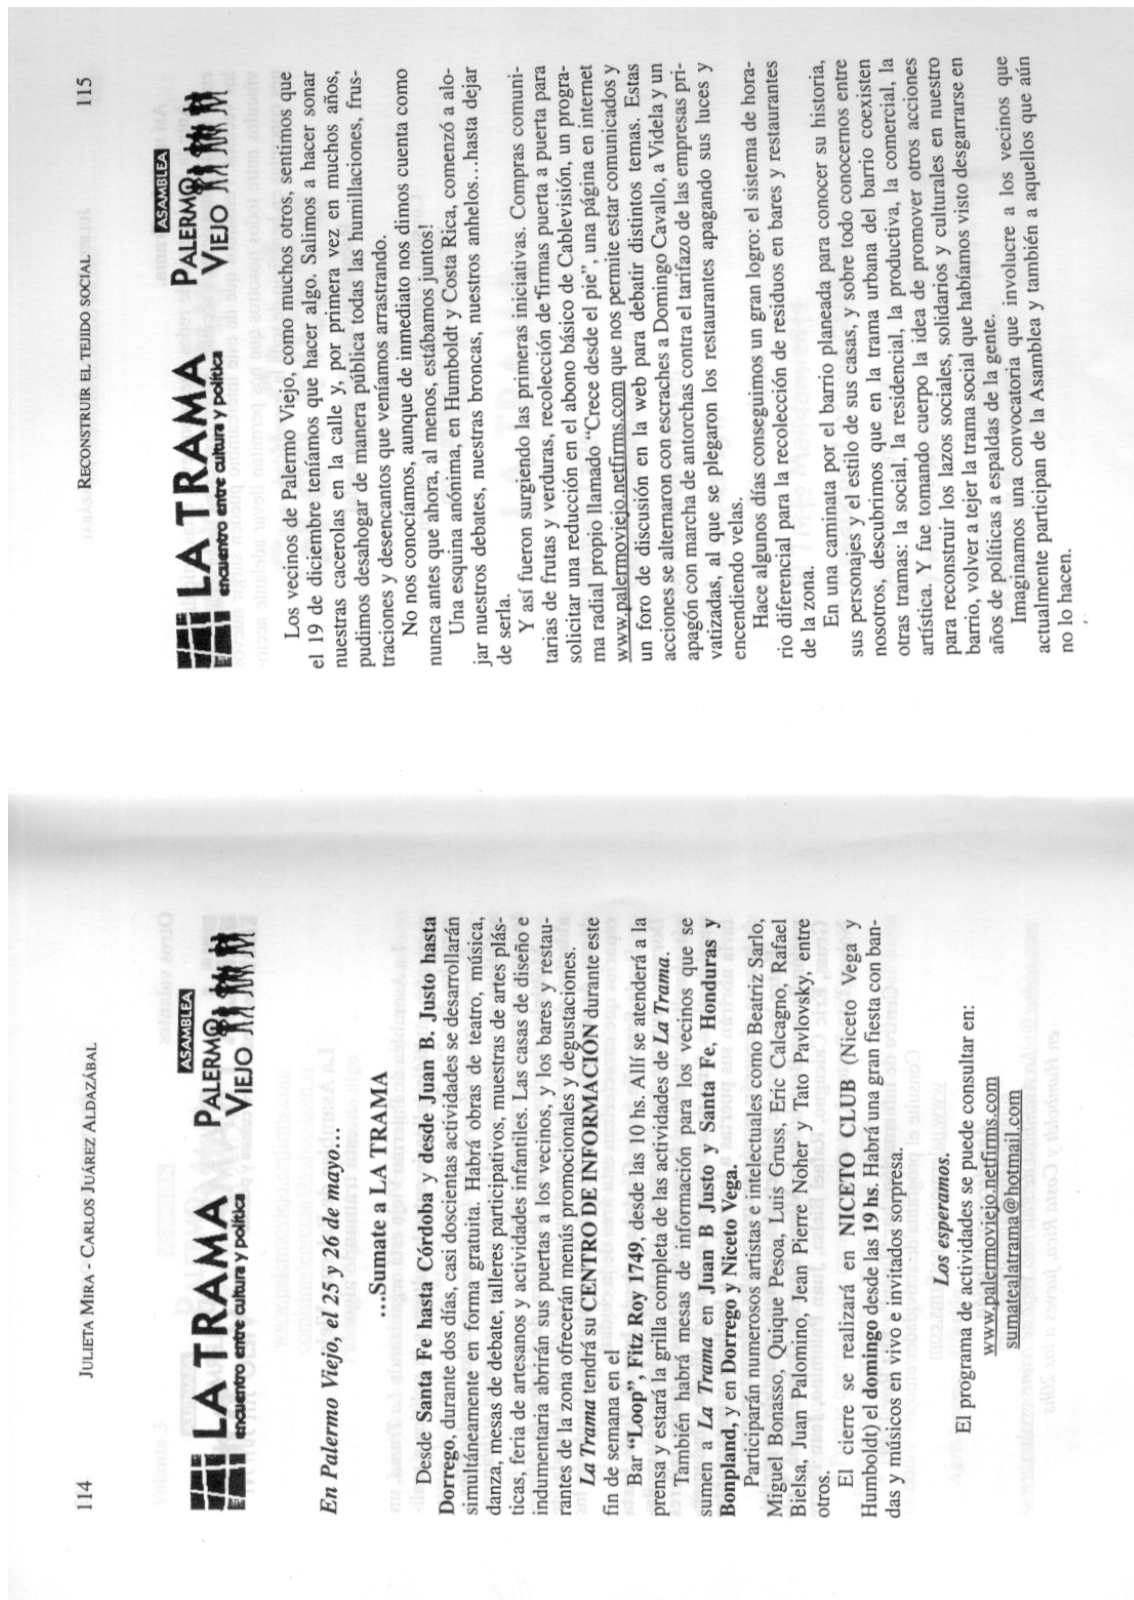 114 JULIETA MIRA - CARLOS JUÁREZ ALDAZÁBAL
LA TRAMA
encuentro entre cultura y política
ASAMBLEA
PALERMO
VIEJO
En Palermo Viejo, el 25 y 26 de mayo…
…Sumate a LA TRAMA
Desde Santa Fe hasta Córdoba y desde Juan B. Justo hasta
Dorrego, durante dos días, casi doscientas actividades se desarrollarán
simultáneamente en forma gratuita. Habrá obras de teatro, música,
danza, mesas de debate, talleres participativos, muestras de artes plás-
ticas, feria de artesanos y actividades infantiles. Las casas de diseño e
indumentaria abrirán sus puertas a los vecinos, y los bares y restau-
rantes de la zona ofrecerán menús promocionales y degustaciones.
La Trama tendrá su CENTRO DE INFORMACIÓN durante este
fin de semana en el
Bar “Loop”, Fitz Roy 1749, desde las 10 hs. Allí se atenderá a la
prensa y estará la grilla completa de las actividades de La Trama.
También habrá mesas de información para los vecinos que se
sumen a La Trama en Juan B Justo y Santa Fe, Honduras y
Bonpland, y en Dorrego y Niceto Vega.
Participarán numerosos artistas e intelectuales como Beatriz Sarlo,
Miguel Bonasso, Quique Pesoa, Luis Gruss, Eric Calcagno, Rafael
Bielsa, Juan Palomino, Jean Pierre Noher y Tato Pavlovsky, entre
otros.
El cierre se realizará en NICETO CLUB (Niceto Vega y
Humboldt) el domingo desde las 19 hs. Habrá una gran fiesta con ban-
das y músicos en vivo e invitados sorpresa.
Los esperamos.
El programa de actividades se puede consultar en:
www.palermoviejo.netfirms.com
sumatealatrama@hotmail.com
RECONSTRUIR EL TEJIDO SOCIAL 115
LA TRAMA
encuentro entre cultura y política
ASAMBLEA
PALERMO
VIEJO
Los vecinos de Palermo Viejo, como muchos otros, sentimos que
el 19 de diciembre teníamos que hacer algo. Salimos a hacer sonar
nuestras cacerolas en la calle y, por primera vez en muchos años,
pudimos desahogar de manera pública todas las humillaciones, frus-
traciones y desencantos que veníamos arrastrando.
No nos conocíamos, aunque de inmediato nos dimos cuenta como
nunca antes que ahora, al menos, estábamos juntos!
Una esquina anónima, en Humboldt y Costa Rica, comenzó a alo-
jar nuestros debates, nuestras broncas, nuestros anhelos…hasta dejar
de serla.
Y así fueron surgiendo las primeras iniciativas. Compras comuni-
tarias de frutas y verduras, recolección de firmas puerta a puerta para
solicitar una reducción en el abono básico de Cablevisión, un progra-
ma radial propio llamado “Crece desde el pie”, una página en internet
www.palermoviejo.netfirms.com que nos permite estar comunicados y
un foro de discusión en la web para debatir distintos temas. Estas
acciones se alternaron con escraches a Domingo Cavallo, a Videla y un
apagón con marcha de antorchas contra el tarifazo de las empresas pri-
vatizadas, al que se plegaron los restaurantes apagando sus luces y
encendiendo velas.
Hace algunos días conseguimos un gran logro: el sistema de hora-
rio diferencial para la recolección de residuos en bares y restaurantes
de la zona.
En una caminata por el barrio planeada para conocer su historia,
sus personajes y el estilo de sus casas, y sobre todo conocernos entre
nosotros, descubrimos que en la trama urbana del barrio coexisten
otras tramas: la social, la residencial, la productiva, la comercial, la
artística. Y fue tomando cuerpo la idea de promover otros acciones
para reconstruir los lazos sociales, solidarios y culturales en nuestro
barrio, volver a tejer la trama social que habíamos visto desgarrarse en
años de políticas a espaldas de la gente.
Imaginamos una convocatoria que involucre a los vecinos que
actualmente participan de la Asamblea y también a aquellos que aún
no lo hacen.